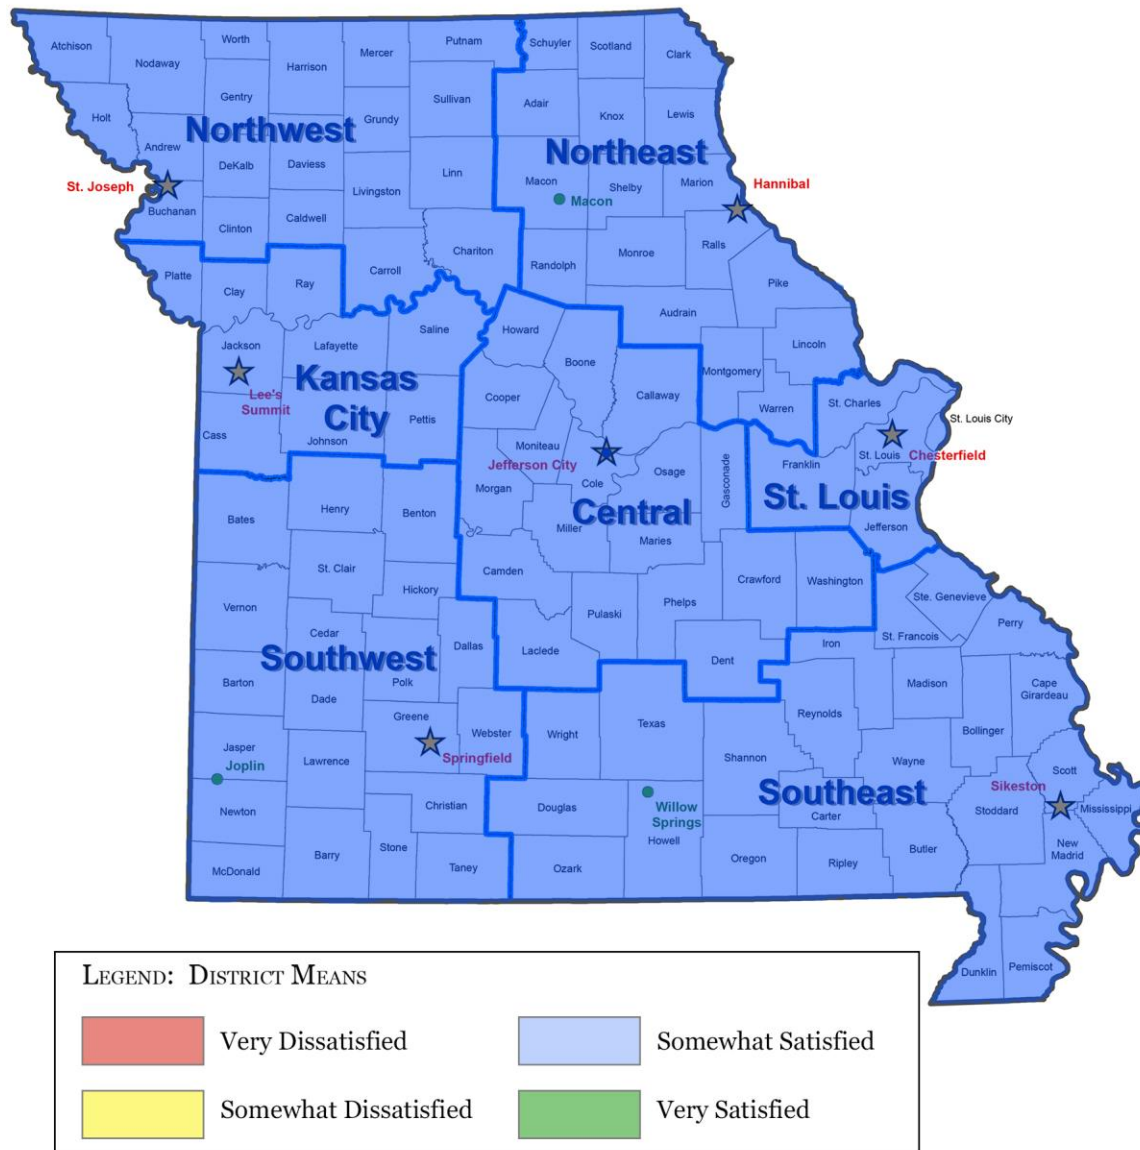 Atchison
Nodaway
Worth
Harrison
Mercer
Putnam
Schuyler
Scotland
Clark
Holt
Gentry
Grundy
Sullivan
Adair
Knox
Lewis
Andrew
Northwest
Northeast
DeKalb
Daviess
Livingston
Linn
Macon
Shelby
Marion
St. Joseph
Hannibal
Macon
Buchanan
Clinton
Caldwell
Chariton
Randolph
Monroe
Ralls
Platte
Clay
Ray
Carroll
Pike
Audrain
Jackson
Lafayette
Saline
Howard
Boone
Lincoln
Kansas
City
Lee's
Summit
Cooper
Callaway
Montgomery
Warren
St. Charles
St. Louis City
Cass
Johnson
Pettis
Moniteau
Jefferson City
Cole
Osage
Gasconade
Franklin
St. Louis
Chesterfield
Morgan
Central
St. Louis
Bates
Henry
Benton
Miller
Maries
Jefferson
St. Clair
Hickory
Camden
Pulaski
Phelps
Crawford
Washington
Ste. Genevieve
Vernon
Cedar
Dallas
Southwest
Polk
Laclede
Dent
Iron
St. Francois
Perry
Barton
Dade
Greene
Webster
Wright
Texas
Reynolds
Madison
Bollinger
Cape
Girardeau
Jasper
Joplin
Lawrence
Springfield
Shannon
Wayne
Scott
Newton
Christian
Douglas
Willow
Springs
Howell
Southeast
Carter
Sikeston
Stoddard
Mississippi
New
Madrid
McDonald
Barry
Stone
Taney
Ozark
Oregon
Ripley
Butler
Dunklin
Pemiscot
LEGEND: DISTRICT MEANS
Very Dissatisfied
Somewhat Satisfied
Somewhat Dissatisfied
Very Satisfied